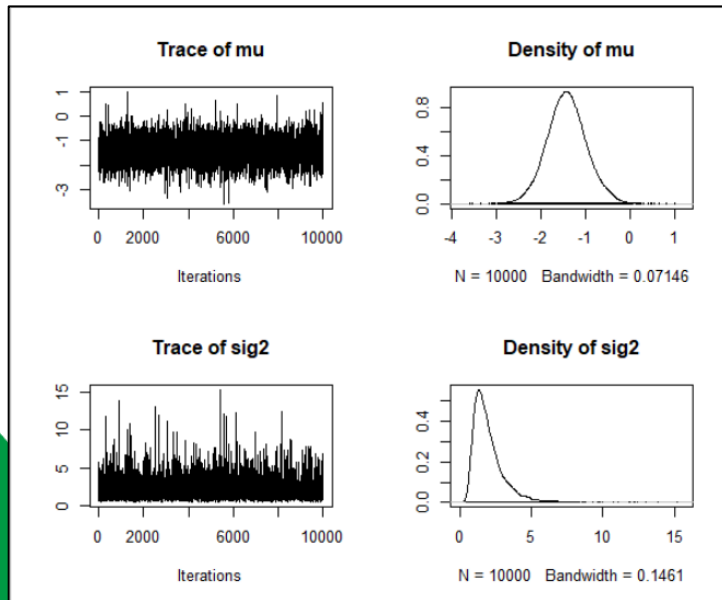 Trace of mu
1
0
-1
-3
0 2000 6000 10000
Iterations
Density of mu
0.8
0.4
0.0
-4 -3 -2 -1 0 1
N = 10000 Bandwidth = 0.07146
Trace of sig2
15
10
5
0
0 2000 6000 10000
Iterations
Density of sig2
0.4
0.2
0.0
0 5 10 15
N = 10000 Bandwidth = 0.1461